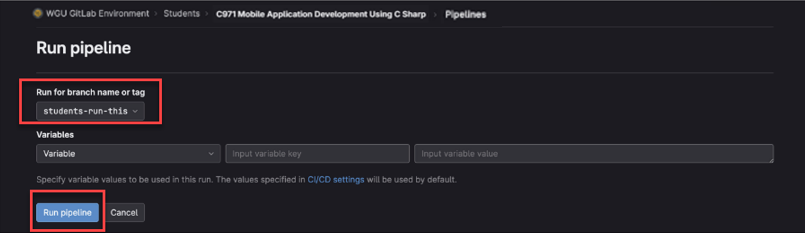 WGU GitLab Environment › Students › C971 Mobile Application Development Using C Sharp › Pipelines
Run pipeline
Run for branch name or tag
students-run-this
Variables
Variable Input variable key Input variable value
Specify variable values to be used in this run. The values specified in CI/CD settings will be used by default.
Run pipeline Cancel